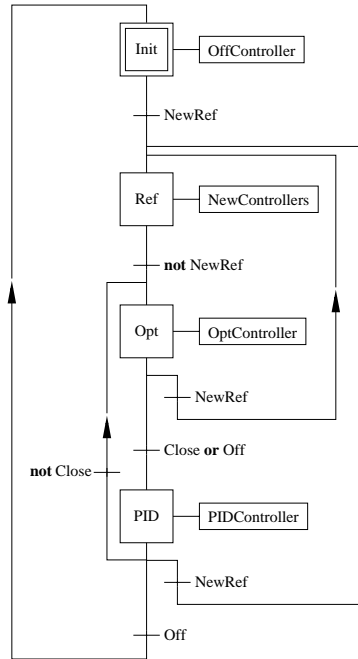 Init
OffController
NewRef
Ref
NewControllers
not NewRef
Opt
OptController
NewRef
Close or Off
not Close
PID
PIDController
NewRef
Off